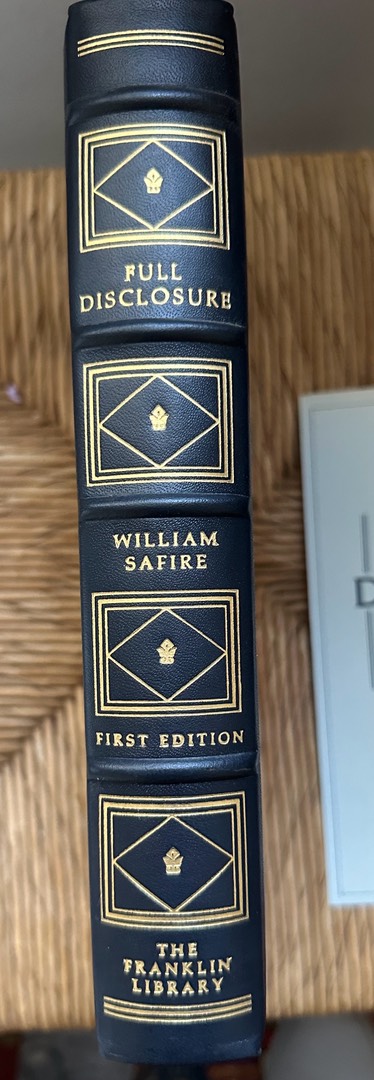 FULL
DISCLOSURE
WILLIAM
SAFIRE
FIRST EDITION
THE
FRANKLIN
LIBRARY